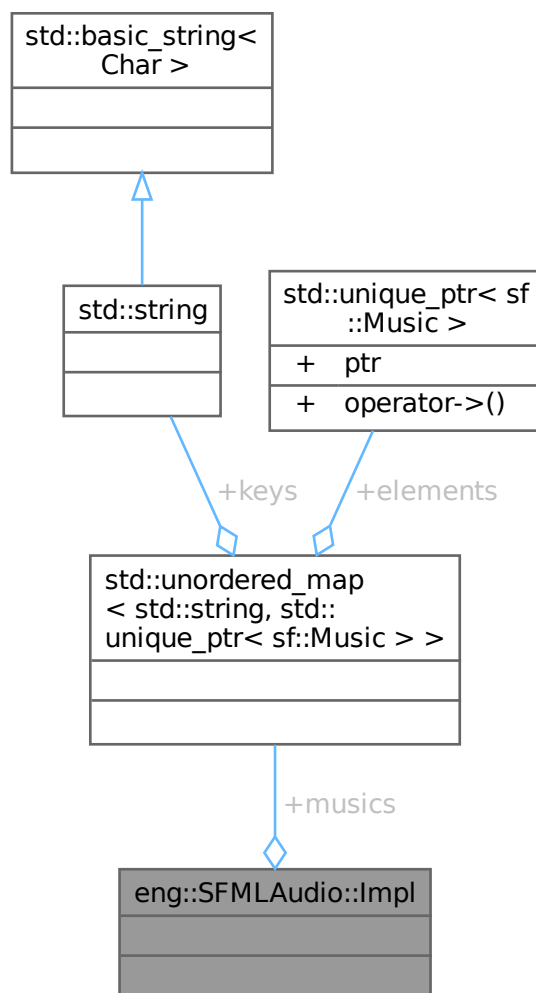 std::basic_string<
Char >
std::string
std::unique_ptr< sf
::Music >
+ ptr
+ operator->()
+keys
+elements
std::unordered_map
< std::string, std::
unique_ptr< sf::Music > >
+musics
eng::SFMLAudio::Impl